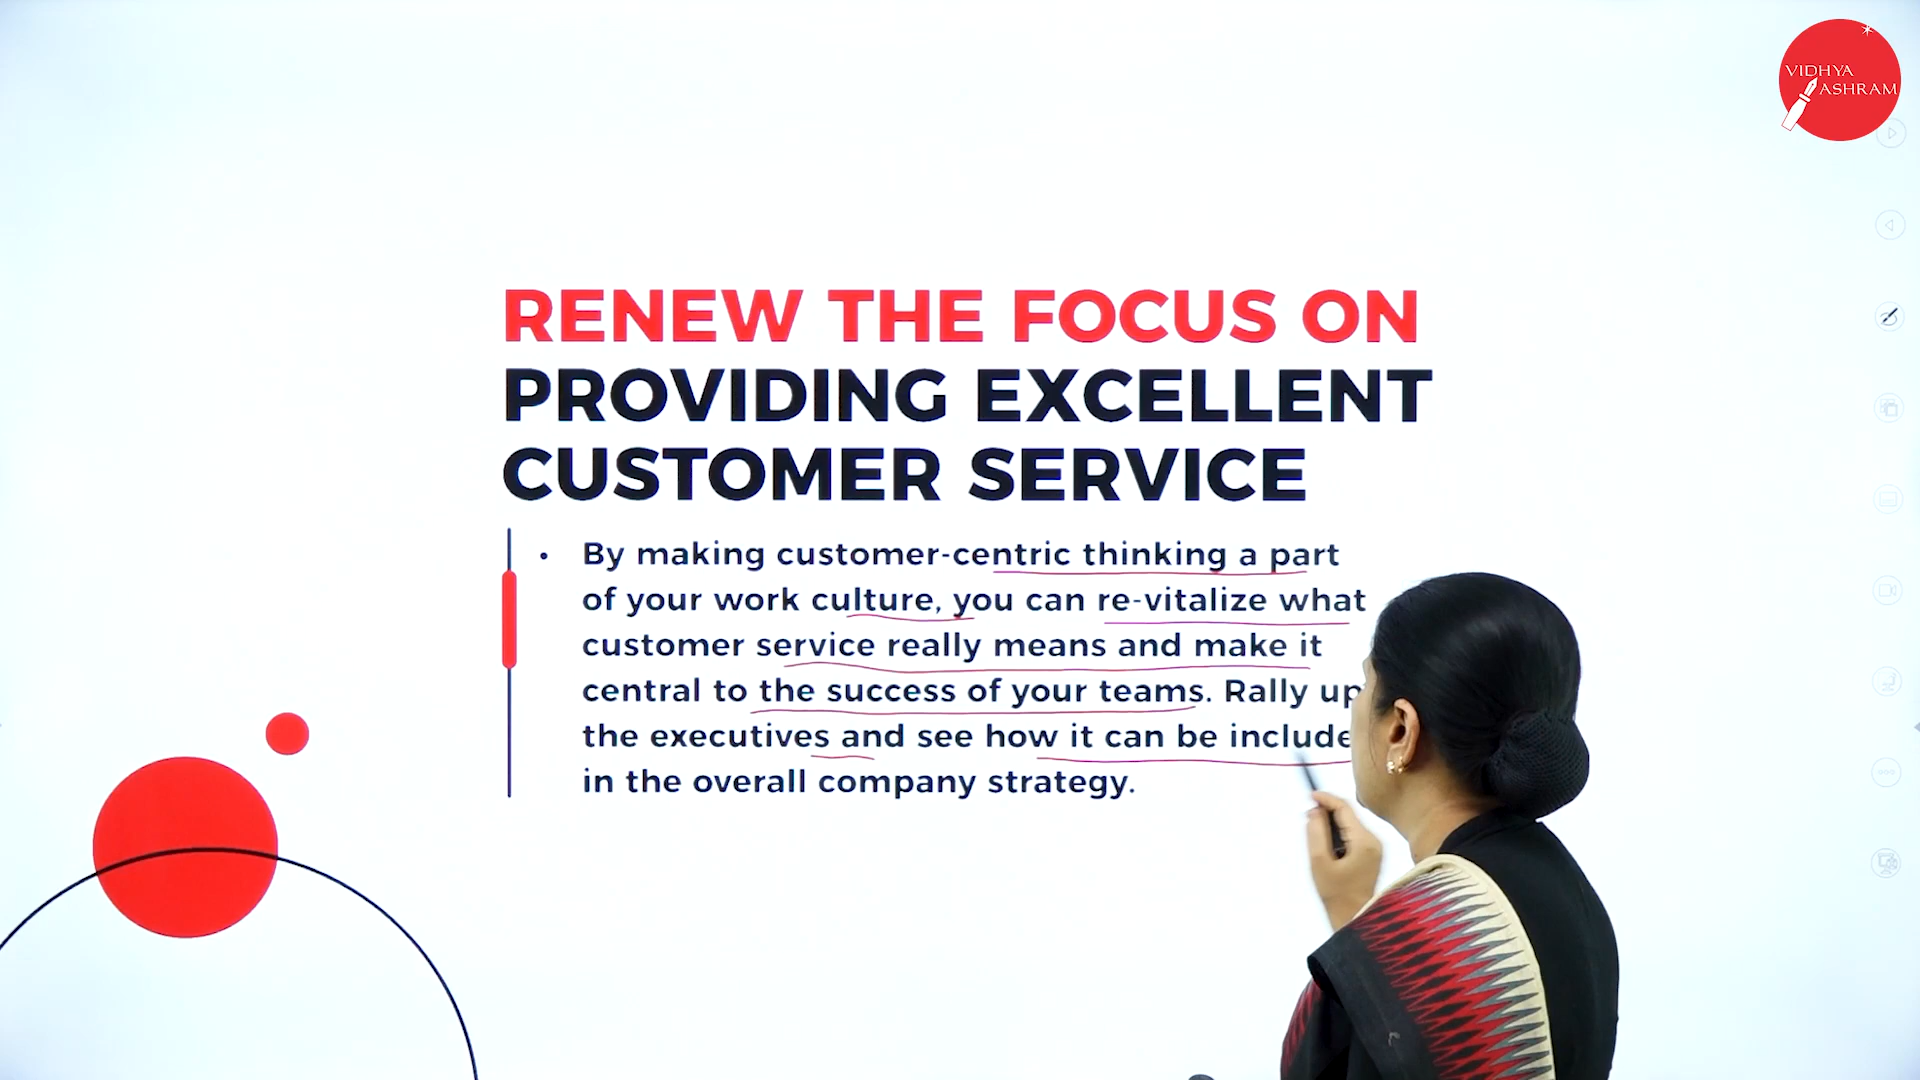 VIDHYA
ASHRAM
RENEW THE FOCUS ON
PROVIDING EXCELLENT
CUSTOMER SERVICE
• By making customer-centric thinking a part
of your work culture, you can re-vitalize what
customer service really means and make it
central to the success of your teams. Rally up
the executives and see how it can be include
in the overall company strategy.